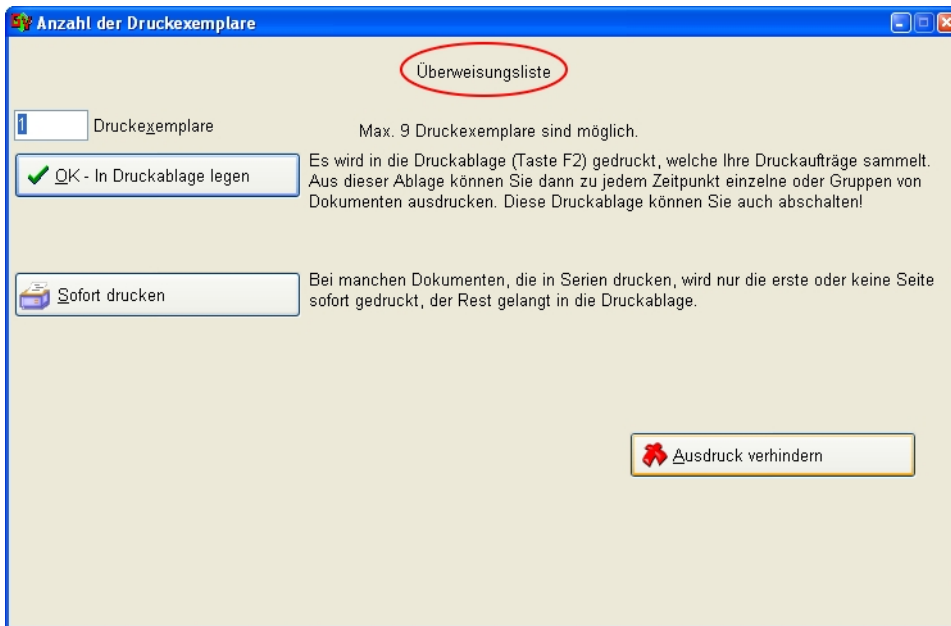 Anzahl der Druckexemplare
Überweisungsliste
1 Druckexemplare
Max. 9 Druckexemplare sind möglich.
OK - In Druckablage legen
Es wird in die Druckablage (Taste F2) gedruckt, welche Ihre Druckaufträge sammelt.
Aus dieser Ablage können Sie dann zu jedem Zeitpunkt einzelne oder Gruppen von
Dokumenten ausdrucken. Diese Druckablage können Sie auch abschalten!
Sofort drucken
Bei manchen Dokumenten, die in Serien drucken, wird nur die erste oder keine Seite
sofort gedruckt, der Rest gelangt in die Druckablage.
Ausdruck verhindern